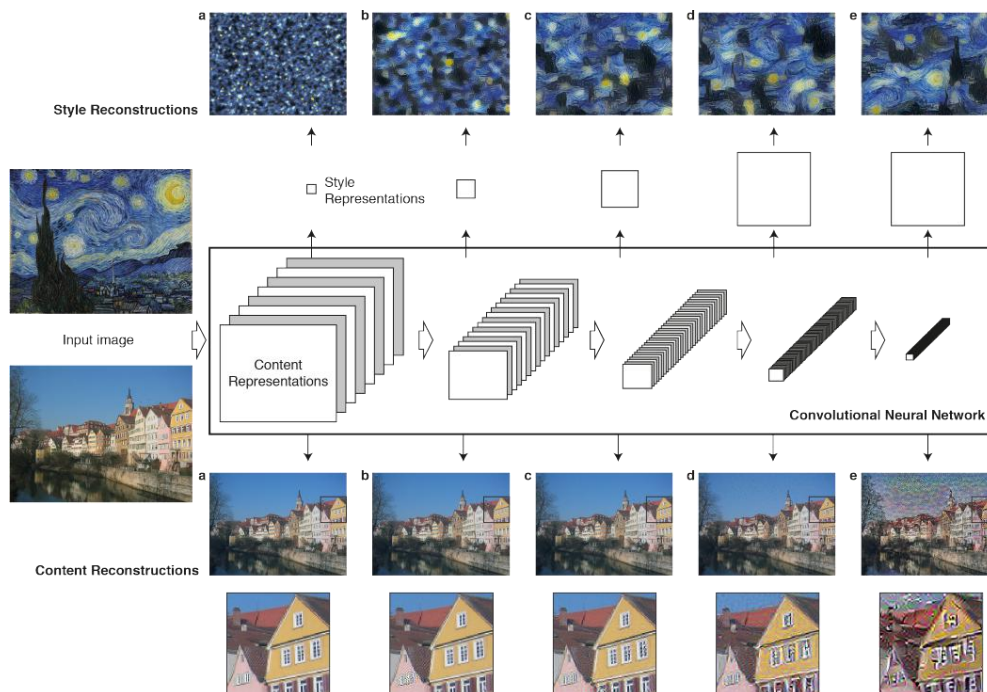 a b c d e
Style Reconstructions
Style
Representations
Input image
Content
Representations
Convolutional Neural Network
a b c d e
Content Reconstructions